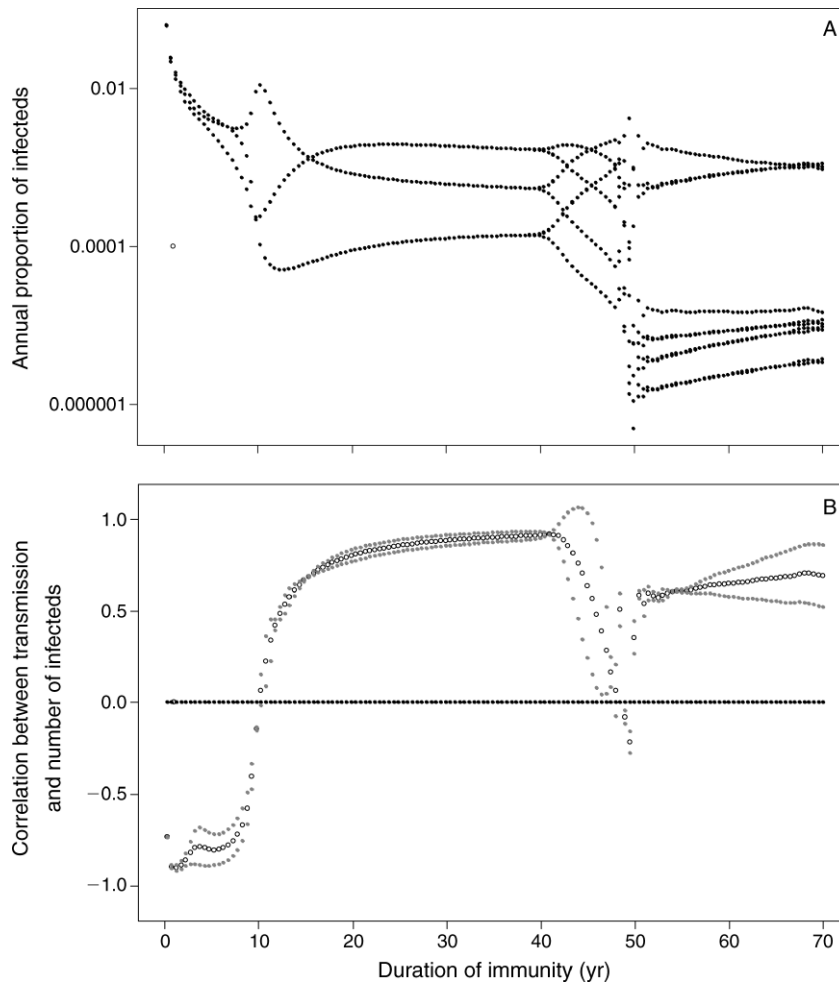 A
Annual proportion of infecteds
0.01
0.0001
0.000001
B
Correlation between transmission
and number of infecteds
1.0
0.5
0.0
−0.5
−1.0
0 10 20 30 40 50 60 70
Duration of immunity (yr)